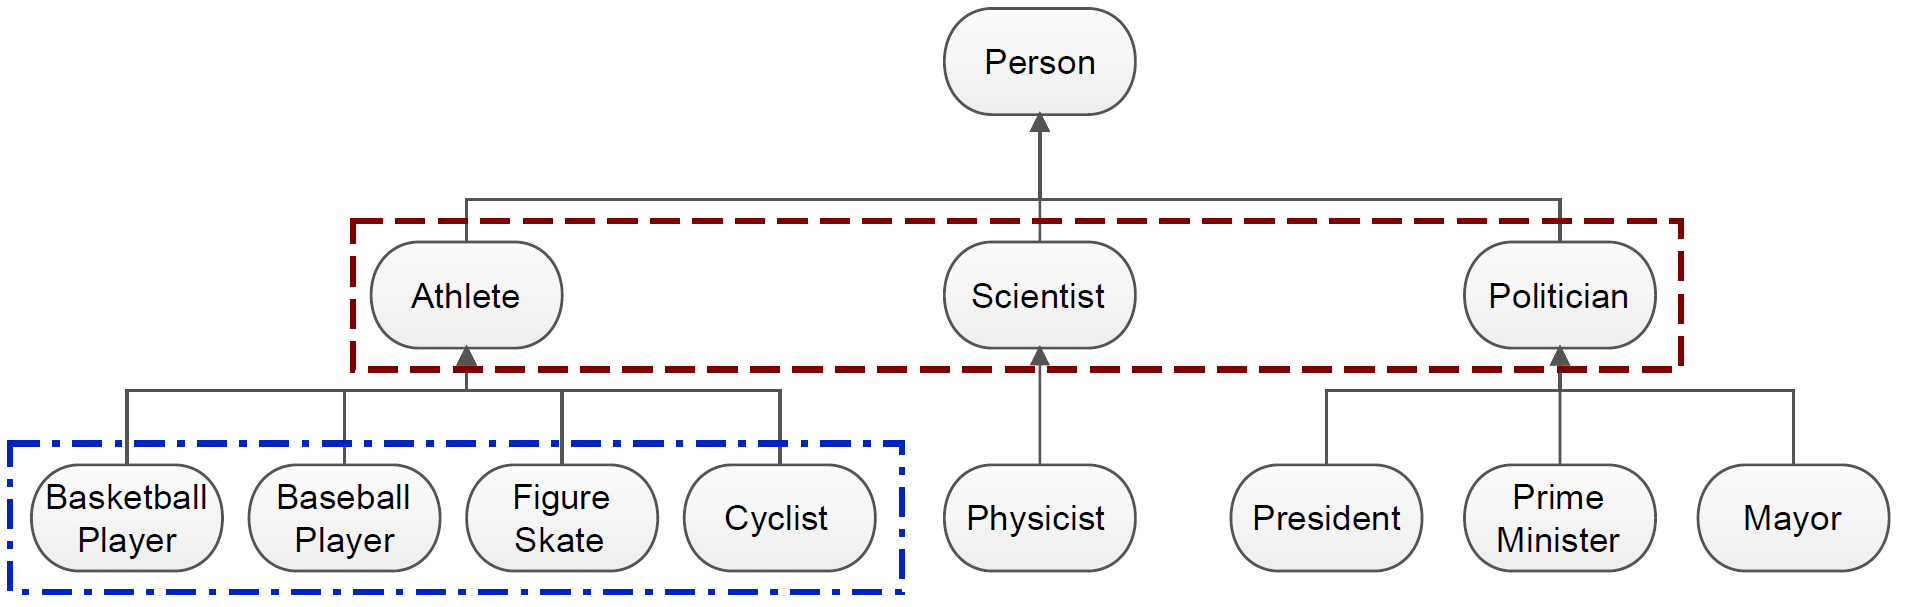 Person
Athlete
Scientist
Politician
Basketball
Player
Baseball
Player
Figure
Skate
Cyclist
Physicist
President
Prime
Minister
Mayor